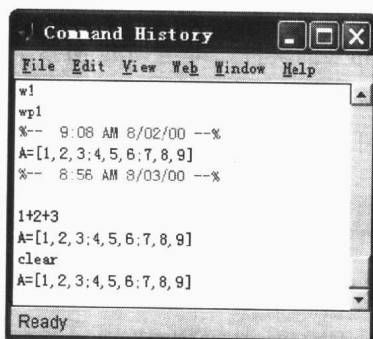 Command History
File Edit View Web Window Help
w1
wp1
%-- 9:08 AM 8/02/00 --%
A=[1,2,3;4,5,6;7,8,9]
%-- 8:56 AM 8/03/00 --%
1+2+3
A=[1,2,3;4,5,6;7,8,9]
clear
A=[1,2,3;4,5,6;7,8,9]
Ready